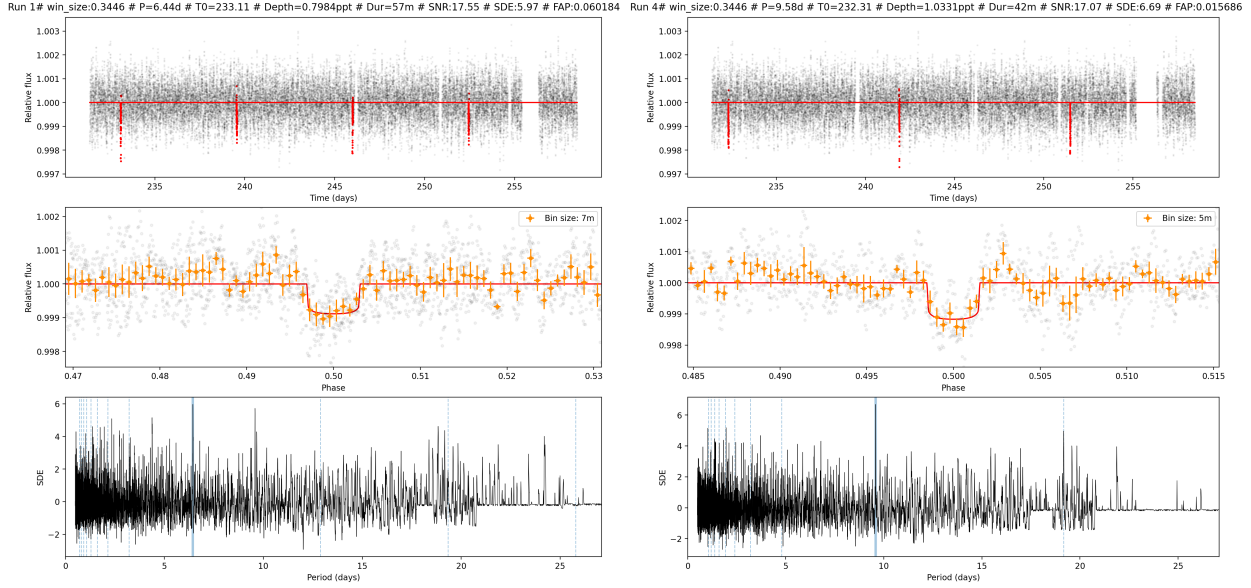 Run 1# win_size:0.3446 # P=6.44d # T0=233.11 # Depth=0.7984ppt # Dur=57m # SNR:17.55 # SDE:5.97 # FAP:0.060184
1.003
1.002
1.001
1.000
0.999
0.998
0.997
Relative flux
235 240 245 250 255
Time (days)
Bin size: 7m
1.002
1.001
1.000
0.999
0.998
Relative flux
0.47 0.48 0.49 0.50 0.51 0.52 0.53
Phase
6
4
2
0
−2
SDE
0 5 10 15 20 25
Period (days)
Run 4# win_size:0.3446 # P=9.58d # T0=232.31 # Depth=1.0331ppt # Dur=42m # SNR:17.07 # SDE:6.69 # FAP:0.015686
1.003
1.002
1.001
1.000
0.999
0.998
0.997
Relative flux
235 240 245 250 255
Time (days)
Bin size: 5m
1.002
1.001
1.000
0.999
0.998
Relative flux
0.485 0.490 0.495 0.500 0.505 0.510 0.515
Phase
6
4
2
0
−2
SDE
0 5 10 15 20 25
Period (days)